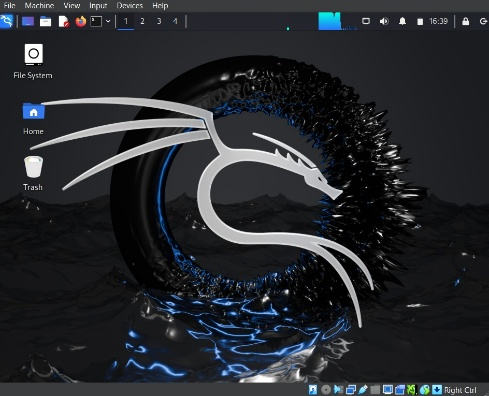 File Machine View Input Devices Help
1 2 3 4 16:39
File System
Home
Trash
Right Ctrl